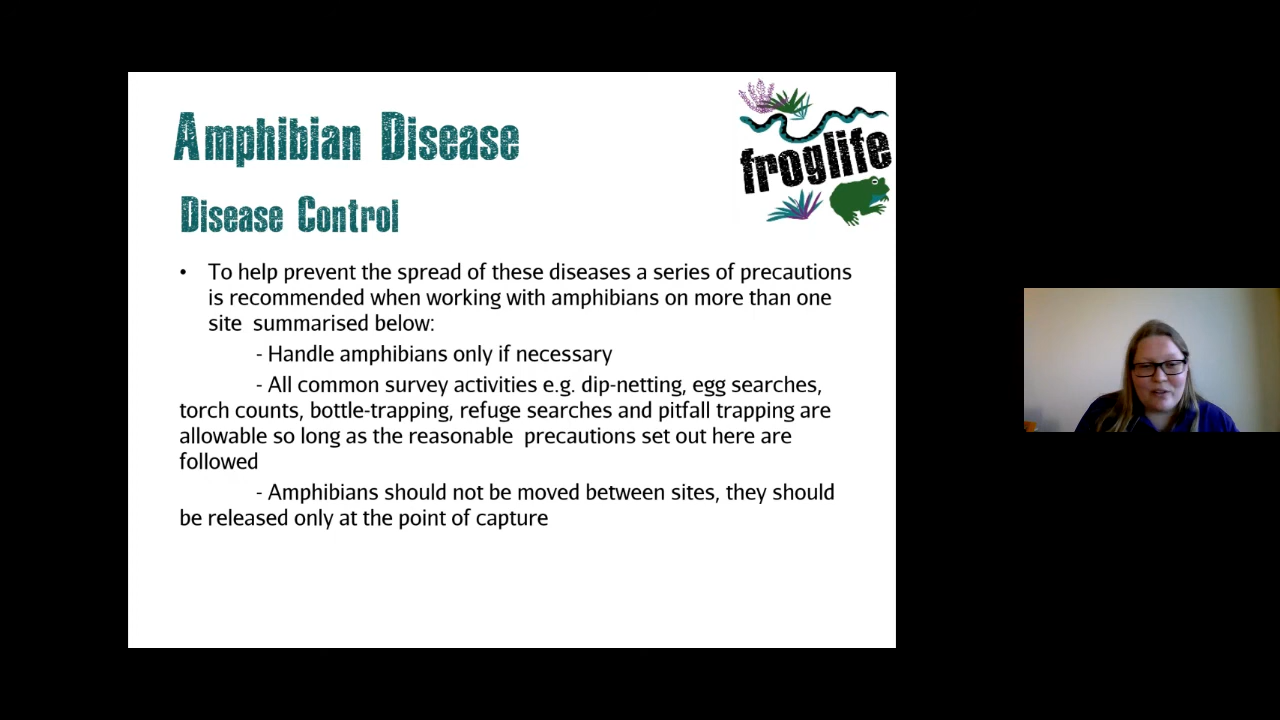 Amphibian Disease
froglife
Disease Control
• To help prevent the spread of these diseases a series of precautions
is recommended when working with amphibians on more than one
site  summarised below:
- Handle amphibians only if necessary
- All common survey activities e.g. dip-netting, egg searches,
torch counts, bottle-trapping, refuge searches and pitfall trapping are
allowable so long as the reasonable  precautions set out here are
followed
- Amphibians should not be moved between sites, they should
be released only at the point of capture